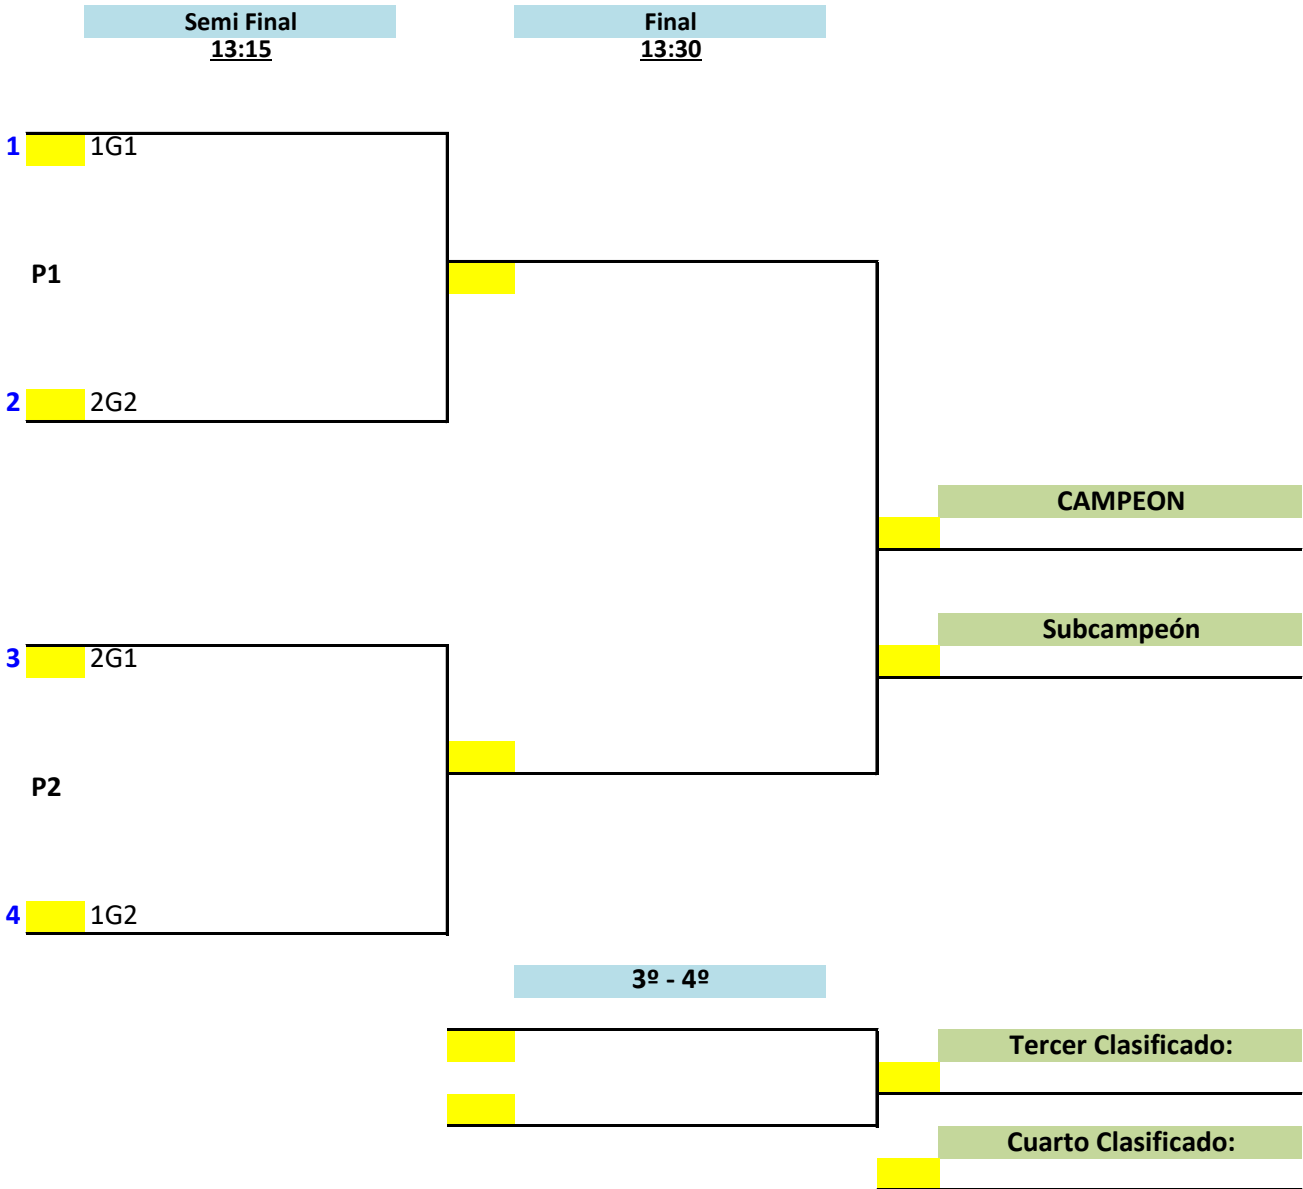 Semi Final
Final
13:15
13:30
1 1G1
P1
2 2G2
CAMPEON
Subcampeón
3 2G1
P2
4 1G2
3º - 4º
Tercer Clasificado:
Cuarto Clasificado: